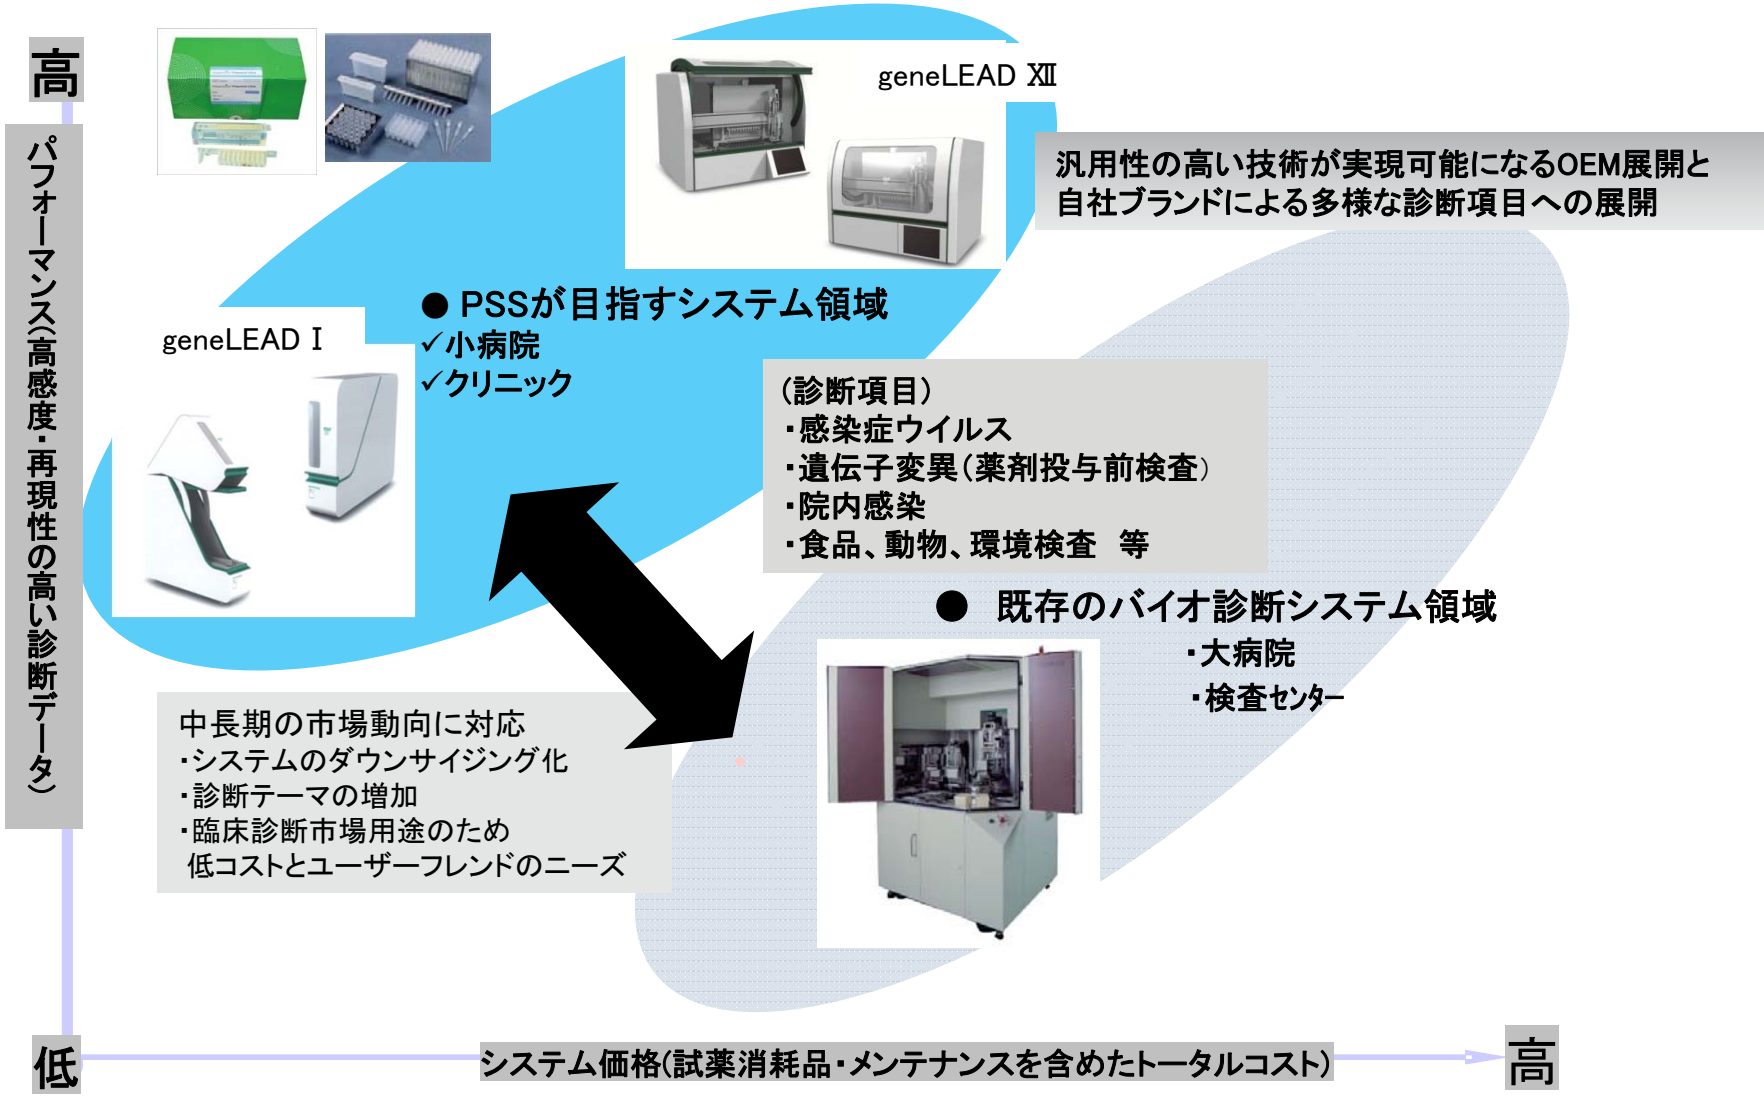 高
パフォーマンス（高感度・再現性の高い診断データ）
低
geneLEAD Ⅻ
汎用性の高い技術が実現可能になるOEM展開と
自社ブランドによる多様な診断項目への展開
● PSSが目指すシステム領域
✓小病院
✓クリニック
geneLEAD Ⅰ
（診断項目）
・感染症ウイルス
・遺伝子変異（薬剤投与前検査）
・院内感染
・食品、動物、環境検査　等
●　既存のバイオ診断システム領域
・大病院
・検査センター
中長期の市場動向に対応
・システムのダウンサイジング化
・診断テーマの増加
・臨床診断市場用途のため
低コストとユーザーフレンドのニーズ
システム価格(試薬消耗品・メンテナンスを含めたトータルコスト)
高